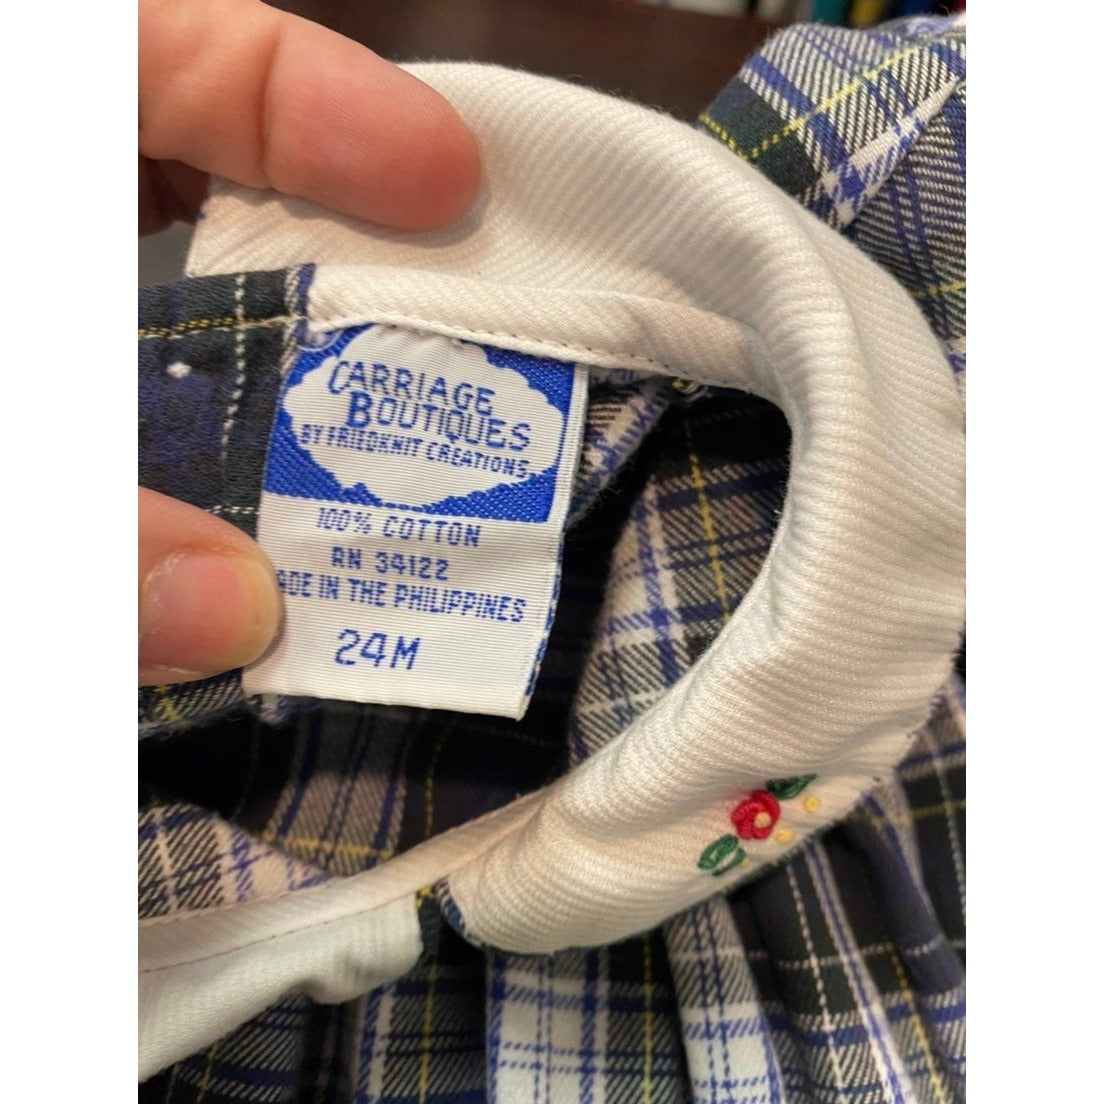 CARRIAGE
BOUTIQUES
BY FRIEDKNIT CREATIONS
100% COTTON
RN 34122
ADE IN THE PHILIPPINES
24M